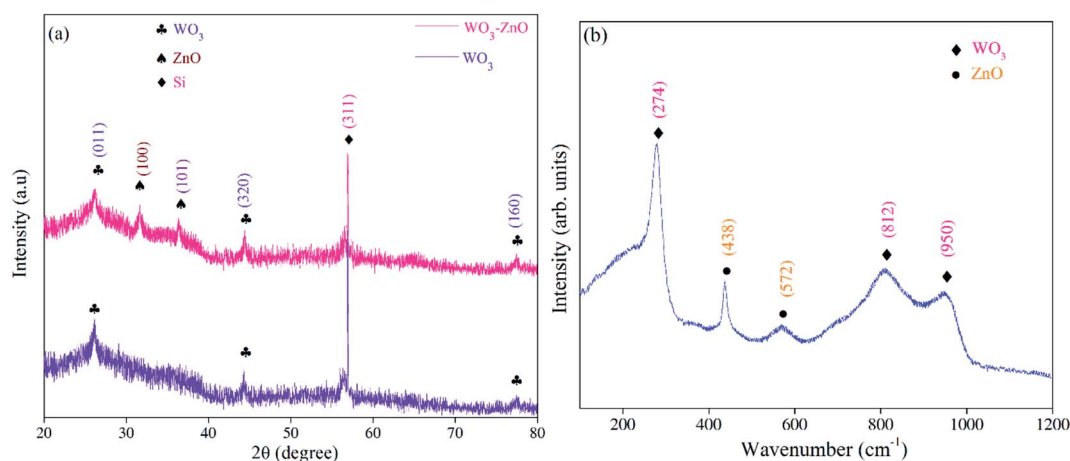 (a)
♣ WO₃
♠ ZnO
♦ Si
WO₃-ZnO
WO₃
(011)
(100)
(101)
(320)
(311)
(160)
Intensity (a.u)
20 30 40 50 60 70 80
2θ (degree)
(b)
♦ WO₃
● ZnO
(274)
(438)
(572)
(812)
(950)
Intensity (arb. units)
200 400 600 800 1000 1200
Wavenumber (cm⁻¹)